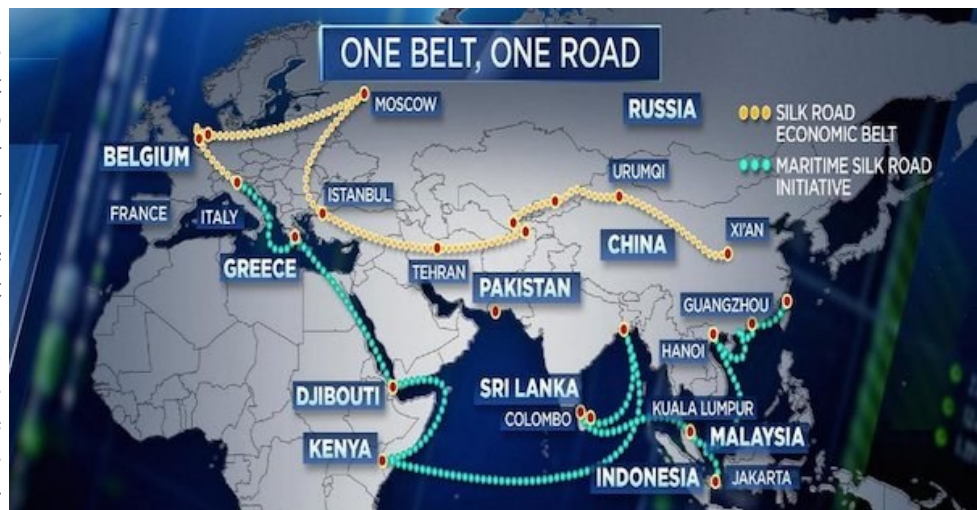 ONE BELT, ONE ROAD
MOSCOW
RUSSIA
SILK ROAD
ECONOMIC BELT
MARITIME SILK ROAD
INITIATIVE
BELGIUM
URUMQI
ISTANBUL
FRANCE
ITALY
XI'AN
CHINA
GREECE
TEHRAN
PAKISTAN
GUANGZHOU
HANOI
SRI LANKA
DJIBOUTI
COLOMBO
KUALA LUMPUR
MALAYSIA
KENYA
INDONESIA
JAKARTA